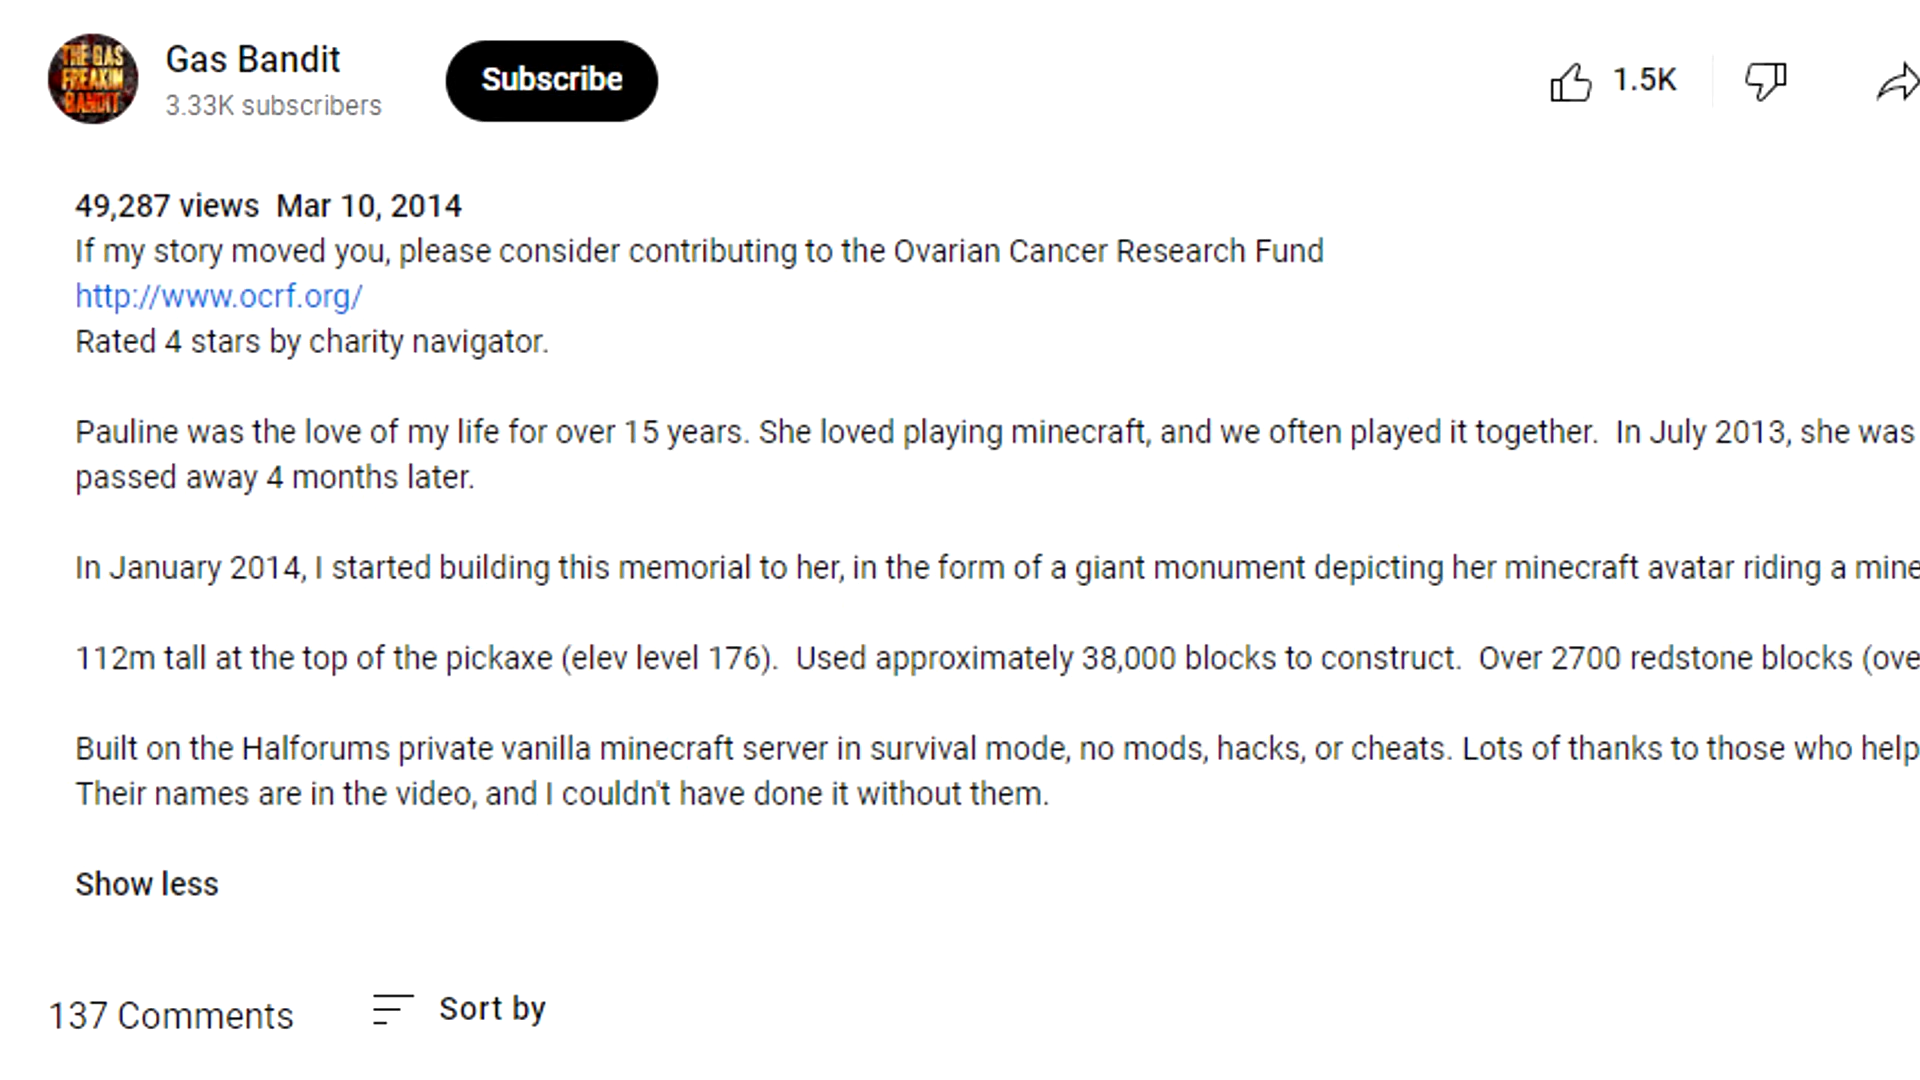 THE GAS
FREAKIN
BANDIT
Gas Bandit
3.33K subscribers
Subscribe
1.5K
49,287 views  Mar 10, 2014
If my story moved you, please consider contributing to the Ovarian Cancer Research Fund
http://www.ocrf.org/
Rated 4 stars by charity navigator.
Pauline was the love of my life for over 15 years. She loved playing minecraft, and we often played it together.  In July 2013, she was
passed away 4 months later.
In January 2014, I started building this memorial to her, in the form of a giant monument depicting her minecraft avatar riding a mine
112m tall at the top of the pickaxe (elev level 176).  Used approximately 38,000 blocks to construct.  Over 2700 redstone blocks (ove
Built on the Halforums private vanilla minecraft server in survival mode, no mods, hacks, or cheats. Lots of thanks to those who help
Their names are in the video, and I couldn't have done it without them.
Show less
137 Comments
Sort by